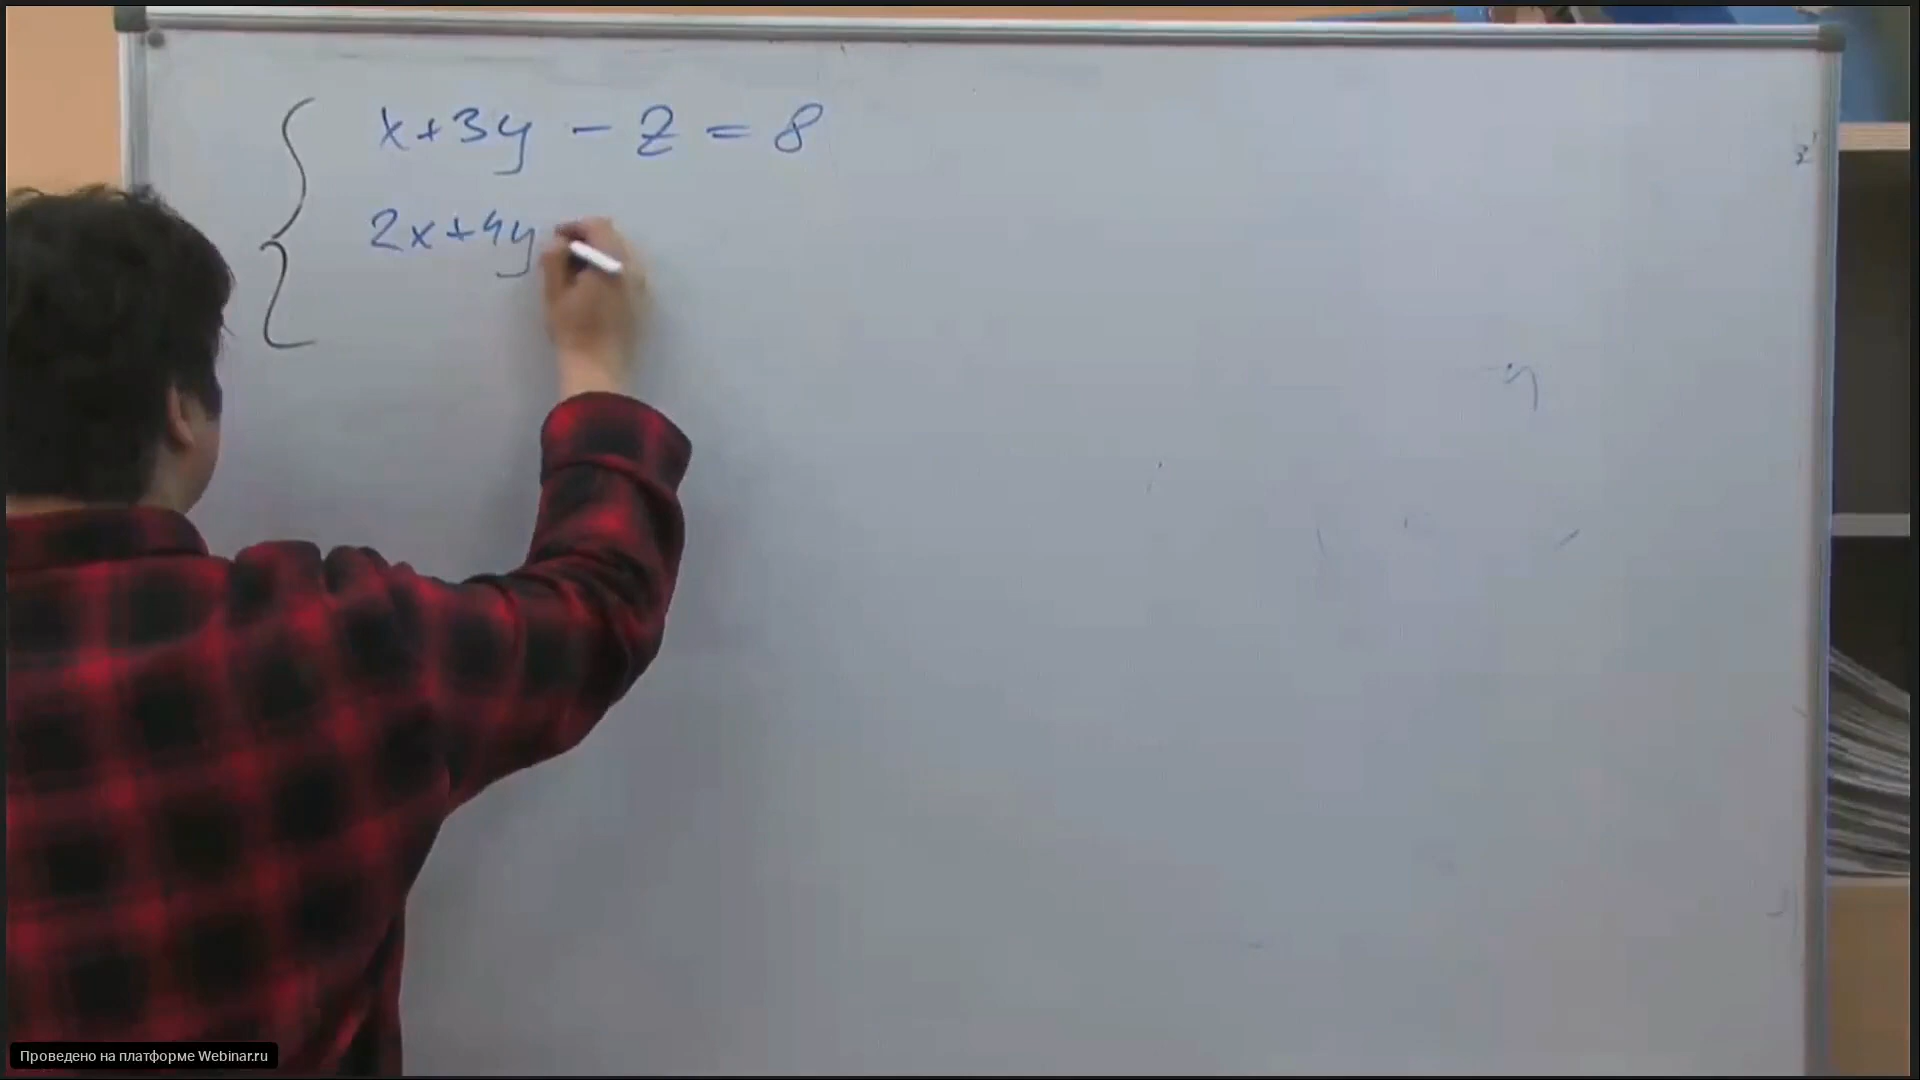 x+3y - z = 8
2x+4y
Проведено на платформе Webinar.ru